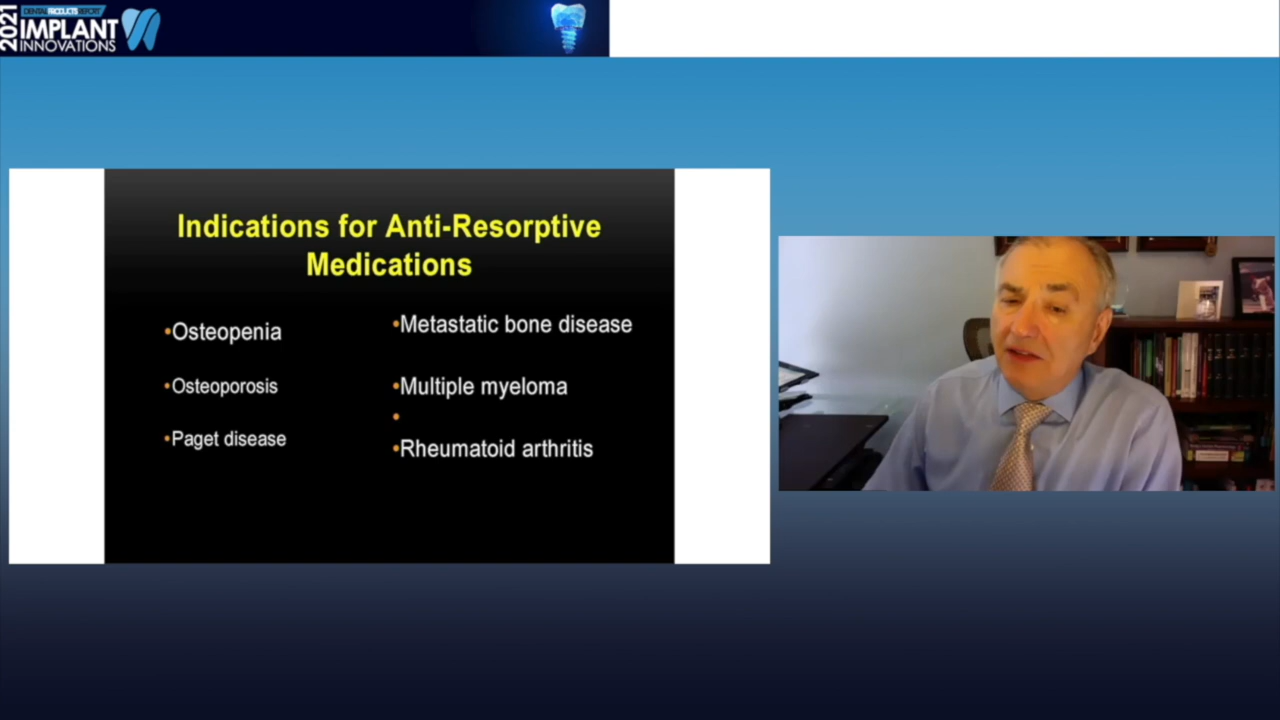 2021
DENTAL PRODUCTS REPORT
IMPLANT
INNOVATIONS
Indications for Anti-Resorptive
Medications
•Osteopenia
•Osteoporosis
•Paget disease
•Metastatic bone disease
•Multiple myeloma
•
•Rheumatoid arthritis